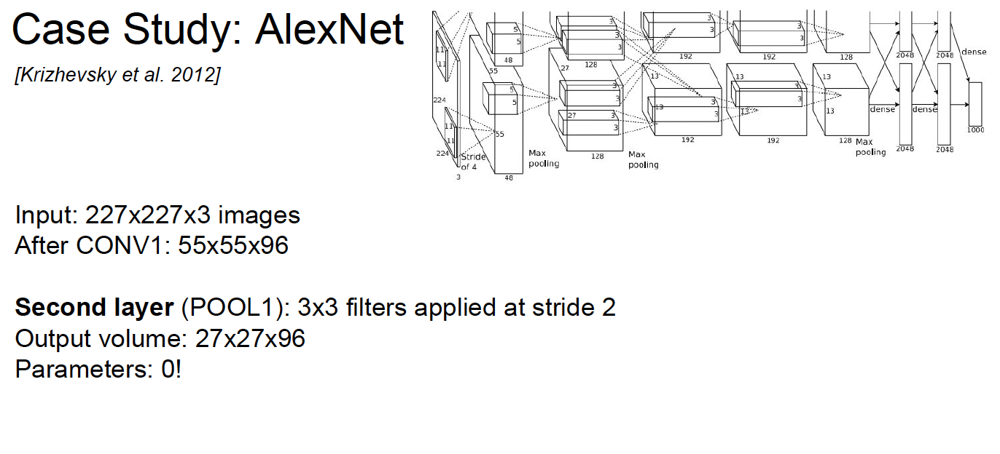 Case Study: AlexNet
[Krizhevsky et al. 2012]
11
11
224
11
11
224
3
Stride
of 4
5
5
48
55
5
5
55
48
Max
pooling
3
3
3
128
27
3
3
27
3
3
128
Max
pooling
3
3
192
13
3
3
13
192
3
3
192
13
3
3
13
192
128
13
13
128
Max
pooling
2048
2048
dense
dense
dense
2048
2048
1000
Input: 227x227x3 images
After CONV1: 55x55x96
Second layer (POOL1): 3x3 filters applied at stride 2
Output volume: 27x27x96
Parameters: 0!